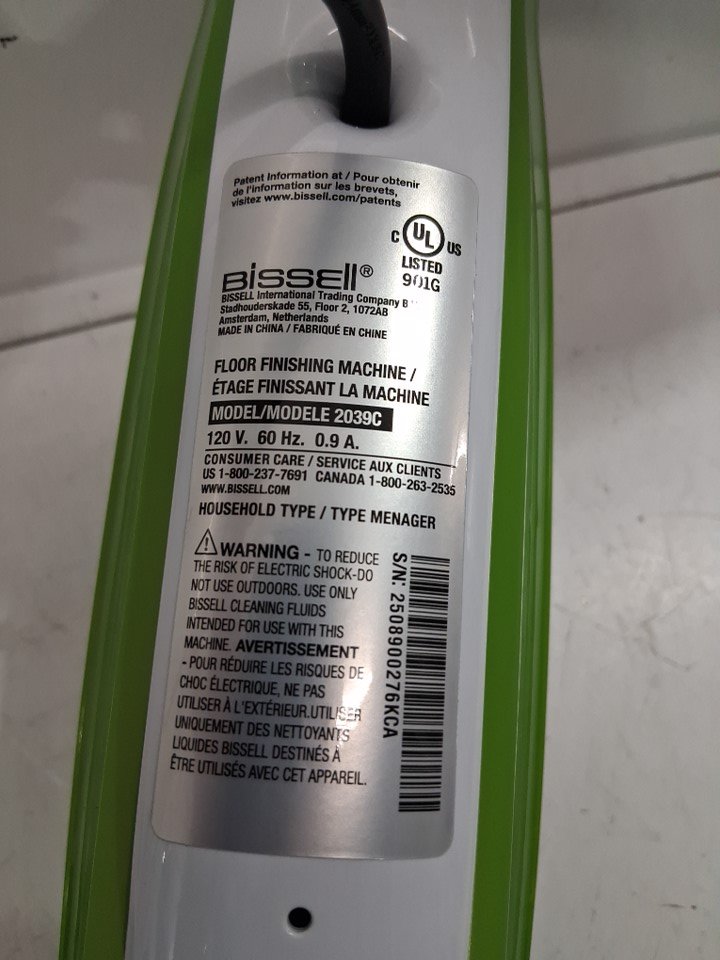 Patent Information at / Pour obtenir
de l'information sur les brevets,
visitez www.bissell.com/patents
C UL US
LISTED
901G
BISSELL®
BISSELL International Trading Company B
Stadhouderskade 55, Floor 2, 1072AB
Amsterdam, Netherlands
MADE IN CHINA / FABRIQUÉ EN CHINE
FLOOR FINISHING MACHINE /
ÉTAGE FINISSANT LA MACHINE
MODEL/MODELE 2039C
120 V. 60 Hz. 0.9 A.
CONSUMER CARE / SERVICE AUX CLIENTS
US 1-800-237-7691 CANADA 1-800-263-2535
WWW.BISSELL.COM
HOUSEHOLD TYPE / TYPE MENAGER
WARNING - TO REDUCE
THE RISK OF ELECTRIC SHOCK-DO
NOT USE OUTDOORS. USE ONLY
BISSELL CLEANING FLUIDS
INTENDED FOR USE WITH THIS
MACHINE. AVERTISSEMENT
- POUR RÉDUIRE LES RISQUES DE
CHOC ÉLECTRIQUE, NE PAS
UTILISER À L'EXTÉRIEUR.UTILISER
UNIQUEMENT DES NETTOYANTS
LIQUIDES BISSELL DESTINÉS À
ÊTRE UTILISÉS AVEC CET APPAREIL.
S/N: 2508900276KCA